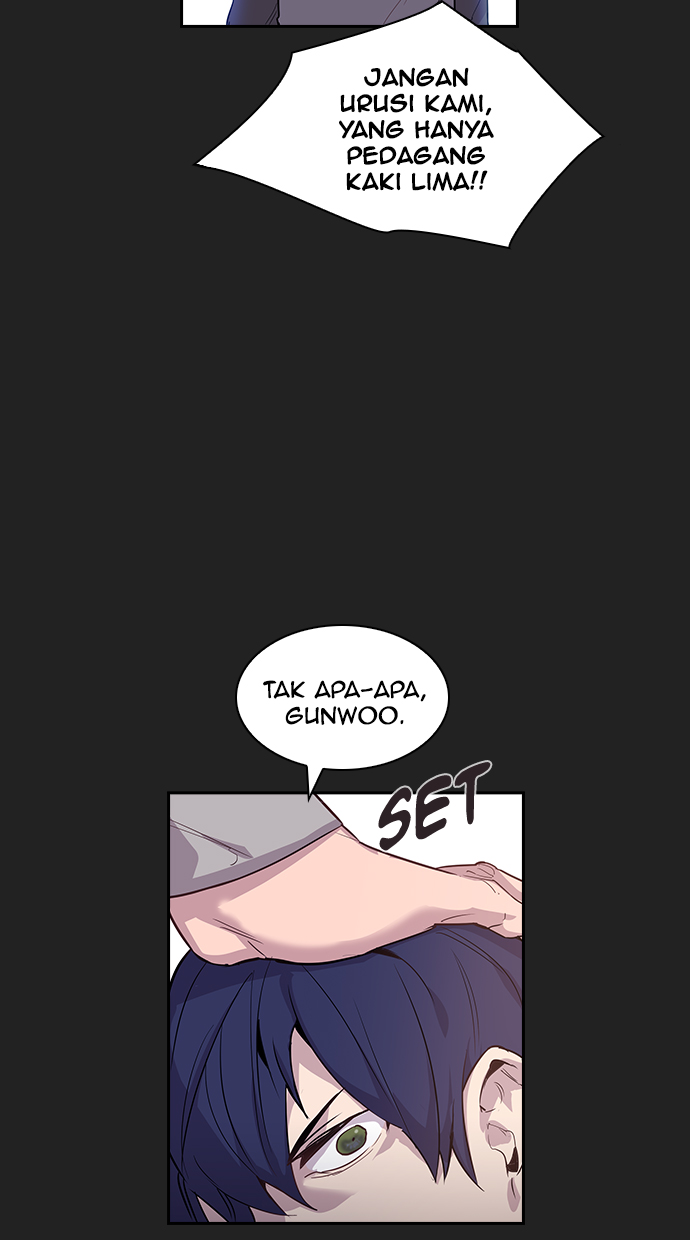 JANGAN
URUSI KAMI,
YANG HANYA
PEDAGANG
KAKI LIMA!!
TAK APA-APA,
GUNWOO.
SET